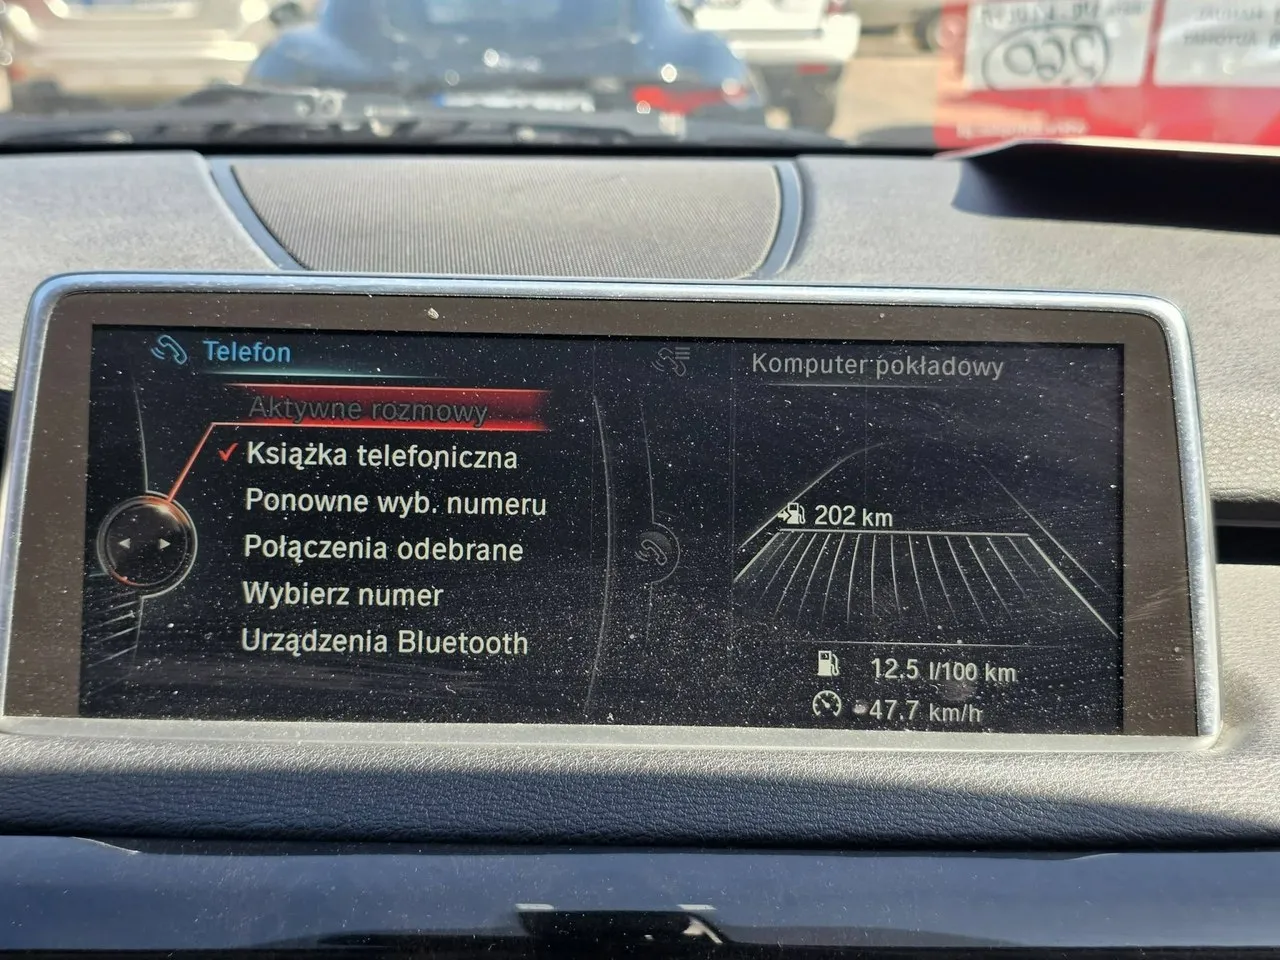 Telefon
Aktywne rozmowy
Książka telefoniczna
Ponowne wyb. numeru
Połączenia odebrane
Wybierz numer
Urządzenia Bluetooth
Komputer pokładowy
202 km
12.5 l/100 km
47.7 km/h